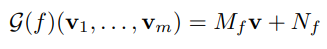 𝒢(f)(v₁, . . . , vₘ) = M_f v + N_f